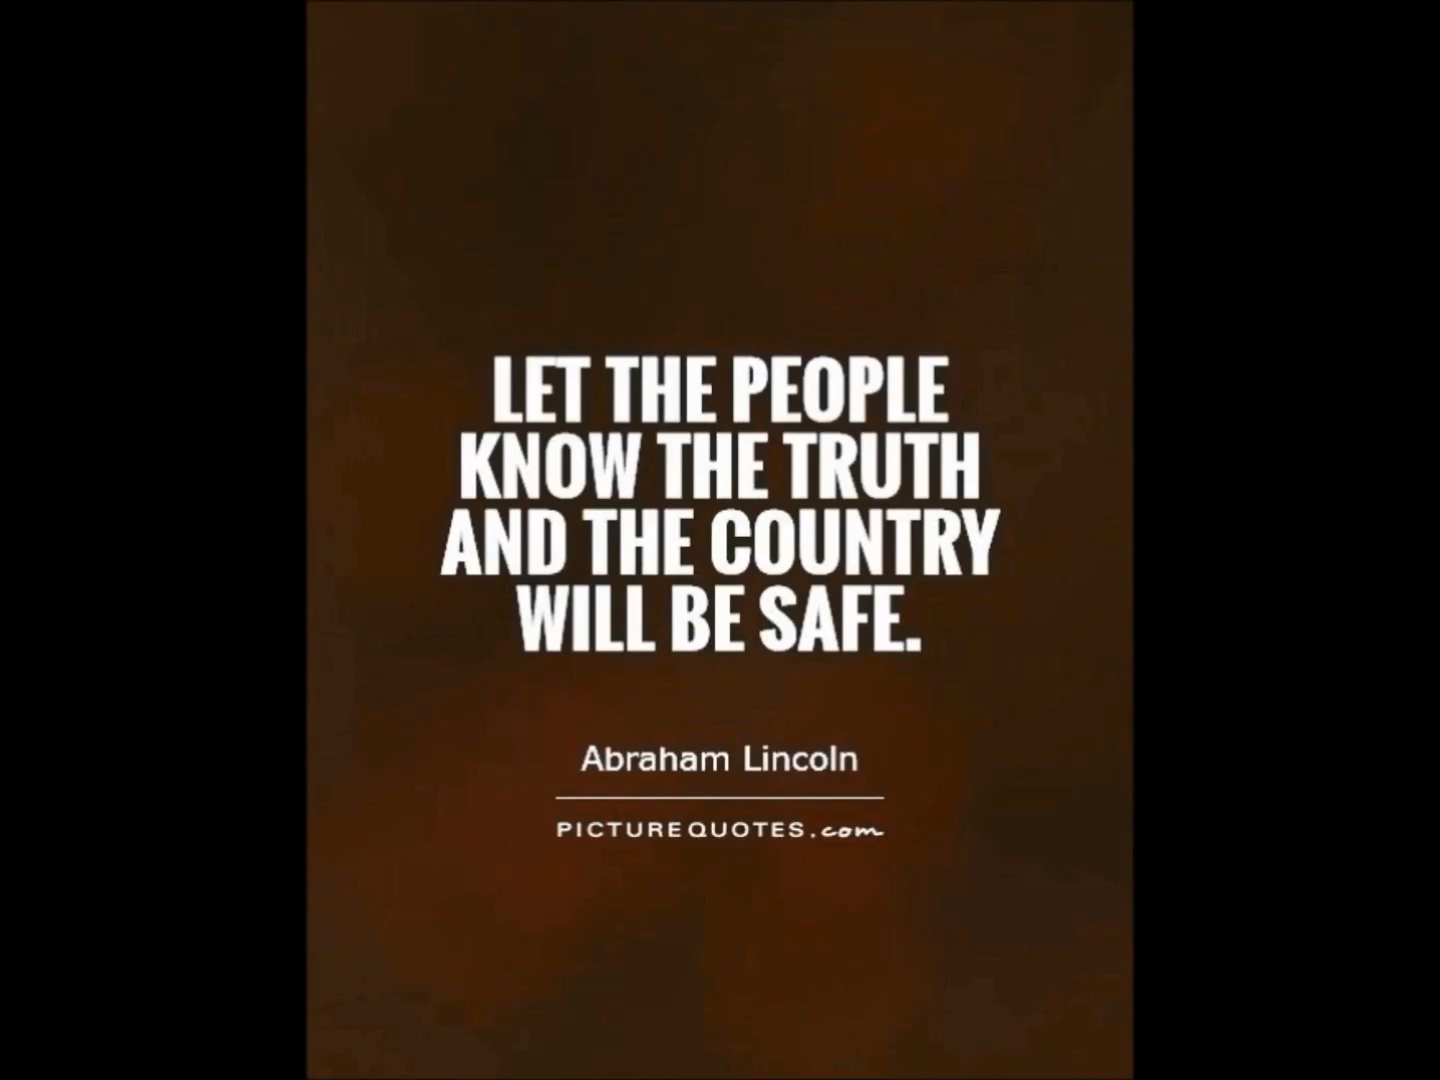 LET THE PEOPLE
KNOW THE TRUTH
AND THE COUNTRY
WILL BE SAFE.
Abraham Lincoln
PICTUREQUOTES.com